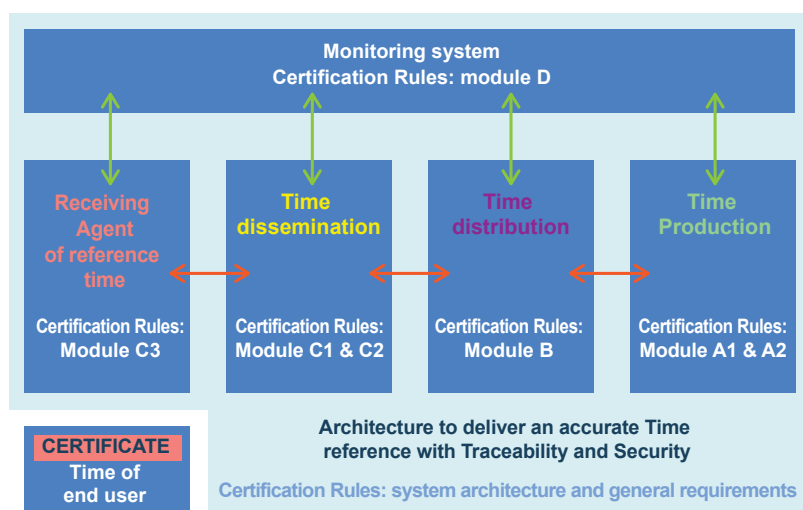 Monitoring system
Certification Rules: module D
Receiving
Agent
of reference
time
Certification Rules:
Module C3
Time
dissemination
Certification Rules:
Module C1 & C2
Time
distribution
Certification Rules:
Module B
Time
Production
Certification Rules:
Module A1 & A2
CERTIFICATE
Time of
end user
Architecture to deliver an accurate Time
reference with Traceability and Security
Certification Rules: system architecture and general requirements